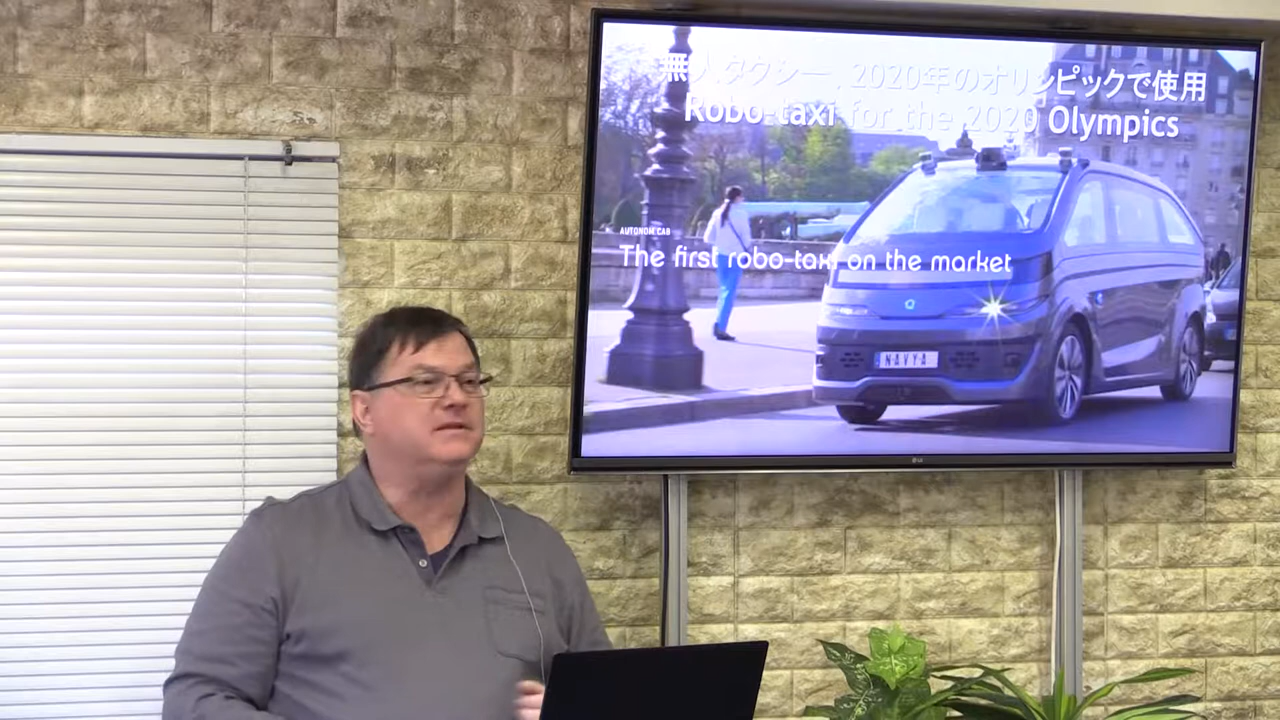 無人タクシー、2020年のオリンピックで使用
Robo-taxi for the 2020 Olympics
AUTONOM CAB
The first robo-taxi on the market
NAVYA
LG